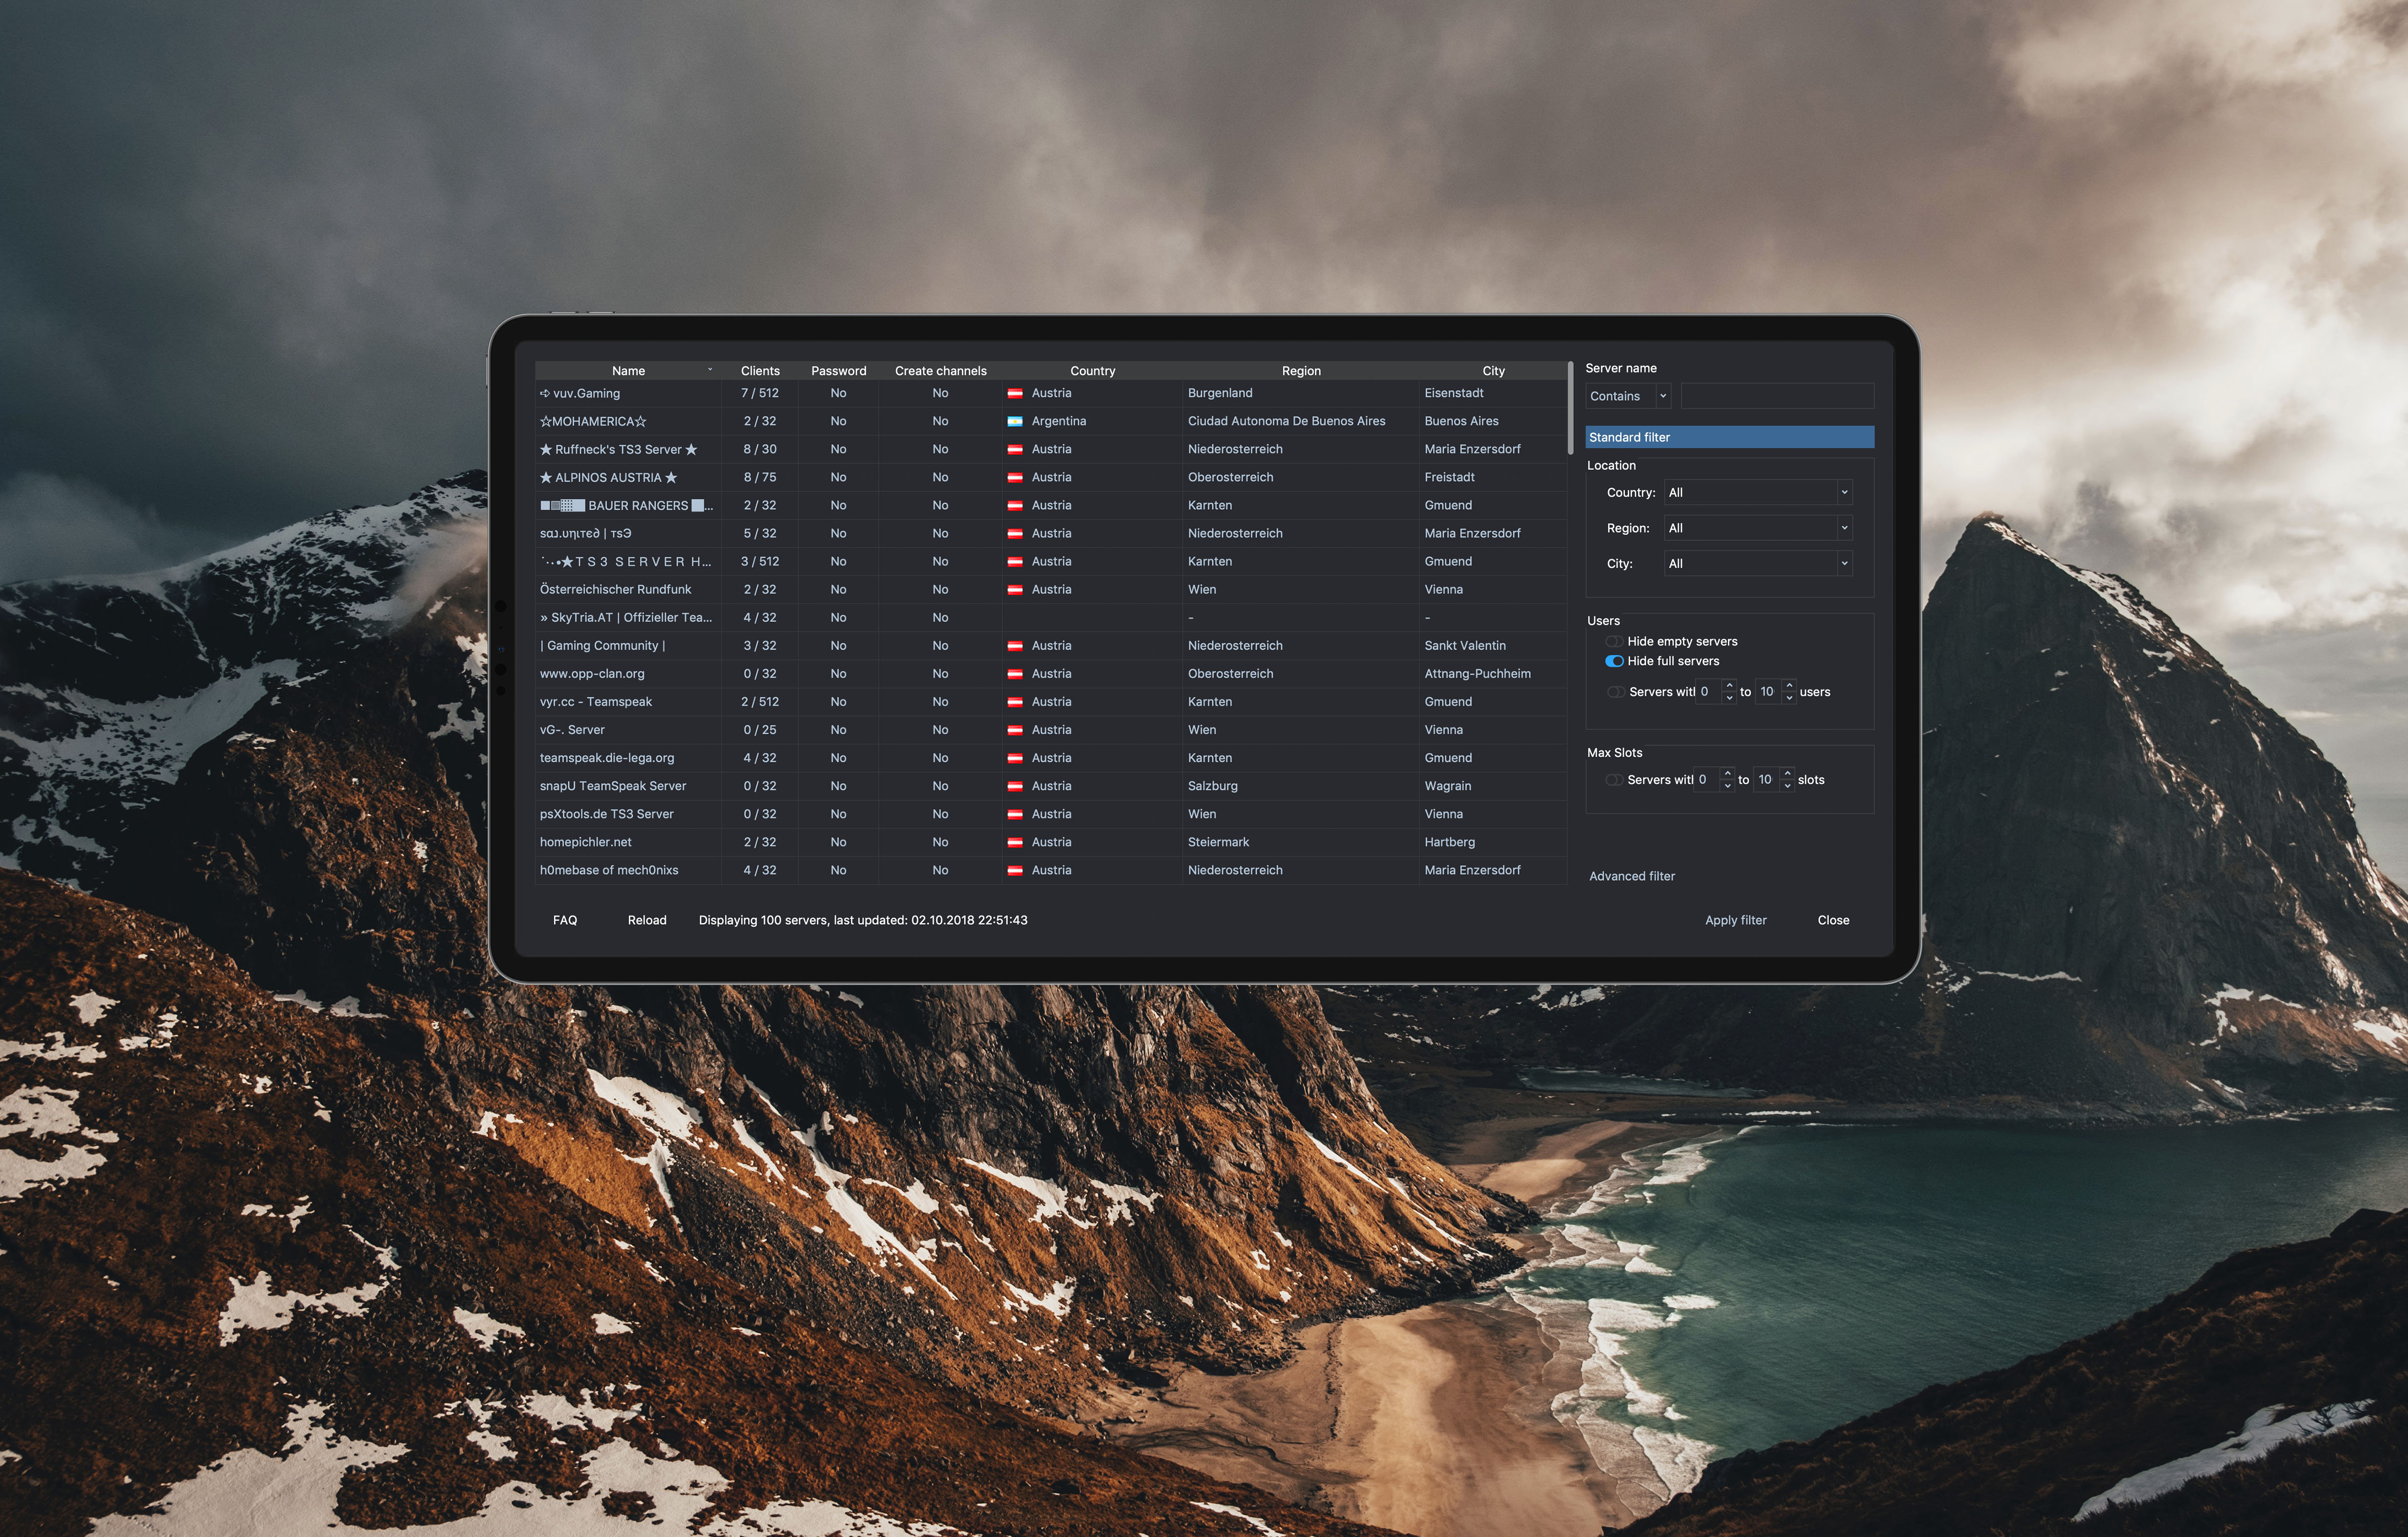 Name Clients Password Create channels Country Region City
➪ vuv.Gaming 7 / 512 No No Austria Burgenland Eisenstadt
☆MOHAMERICA☆ 2 / 32 No No Argentina Ciudad Autonoma De Buenos Aires Buenos Aires
★ Ruffneck's TS3 Server ★ 8 / 30 No No Austria Niederosterreich Maria Enzersdorf
★ ALPINOS AUSTRIA ★ 8 / 75 No No Austria Oberosterreich Freistadt
■▥▦█ BAUER RANGERS █... 2 / 32 No No Austria Karnten Gmuend
sαɹ.υηιтє∂ | тsЭ 5 / 32 No No Austria Niederosterreich Maria Enzersdorf
⋱•★T S 3 S E R V E R H... 3 / 512 No No Austria Karnten Gmuend
Österreichischer Rundfunk 2 / 32 No No Austria Wien Vienna
» SkyTria.AT | Offizieller Tea... 4 / 32 No No - -
| Gaming Community | 3 / 32 No No Austria Niederosterreich Sankt Valentin
www.opp-clan.org 0 / 32 No No Austria Oberosterreich Attnang-Puchheim
vyr.cc - Teamspeak 2 / 512 No No Austria Karnten Gmuend
vG-. Server 0 / 25 No No Austria Wien Vienna
teamspeak.die-lega.org 4 / 32 No No Austria Karnten Gmuend
snapU TeamSpeak Server 0 / 32 No No Austria Salzburg Wagrain
psXtools.de TS3 Server 0 / 32 No No Austria Wien Vienna
homepichler.net 2 / 32 No No Austria Steiermark Hartberg
h0mebase of mech0nixs 4 / 32 No No Austria Niederosterreich Maria Enzersdorf
Server name
Contains
Standard filter
Location
Country: All
Region: All
City: All
Users
Hide empty servers
Hide full servers
Servers with 0 to 10 users
Max Slots
Servers with 0 to 10 slots
Advanced filter
FAQ Reload Displaying 100 servers, last updated: 02.10.2018 22:51:43 Apply filter Close